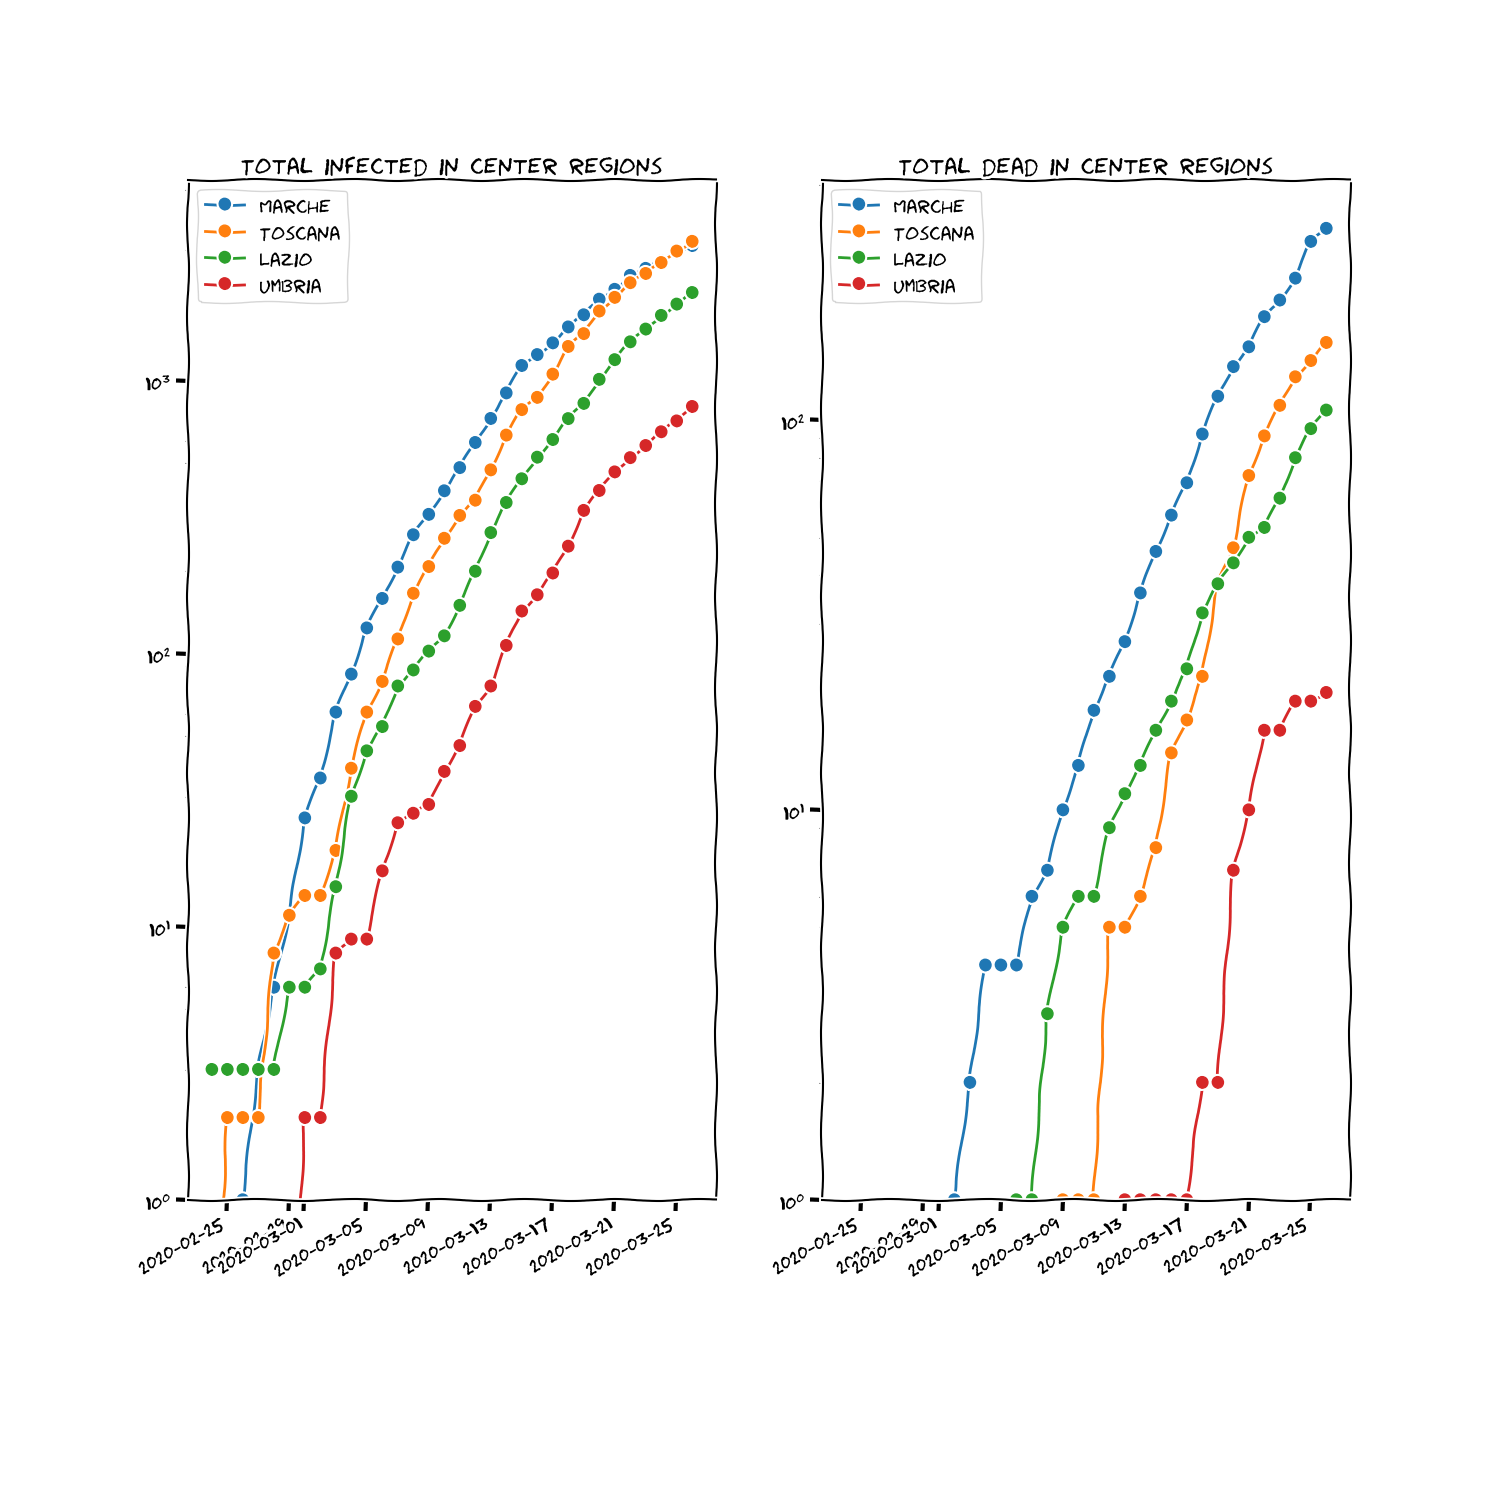 TOTAL INFECTED IN CENTER REGIONS
MARCHE
TOSCANA
LAZIO
UMBRIA
10³
10²
10¹
10⁰
2020-02-25
2020-03-01
2020-03-05
2020-03-09
2020-03-13
2020-03-17
2020-03-21
2020-03-25
TOTAL DEAD IN CENTER REGIONS
MARCHE
TOSCANA
LAZIO
UMBRIA
10²
10¹
10⁰
2020-02-25
2020-03-01
2020-03-05
2020-03-09
2020-03-13
2020-03-17
2020-03-21
2020-03-25